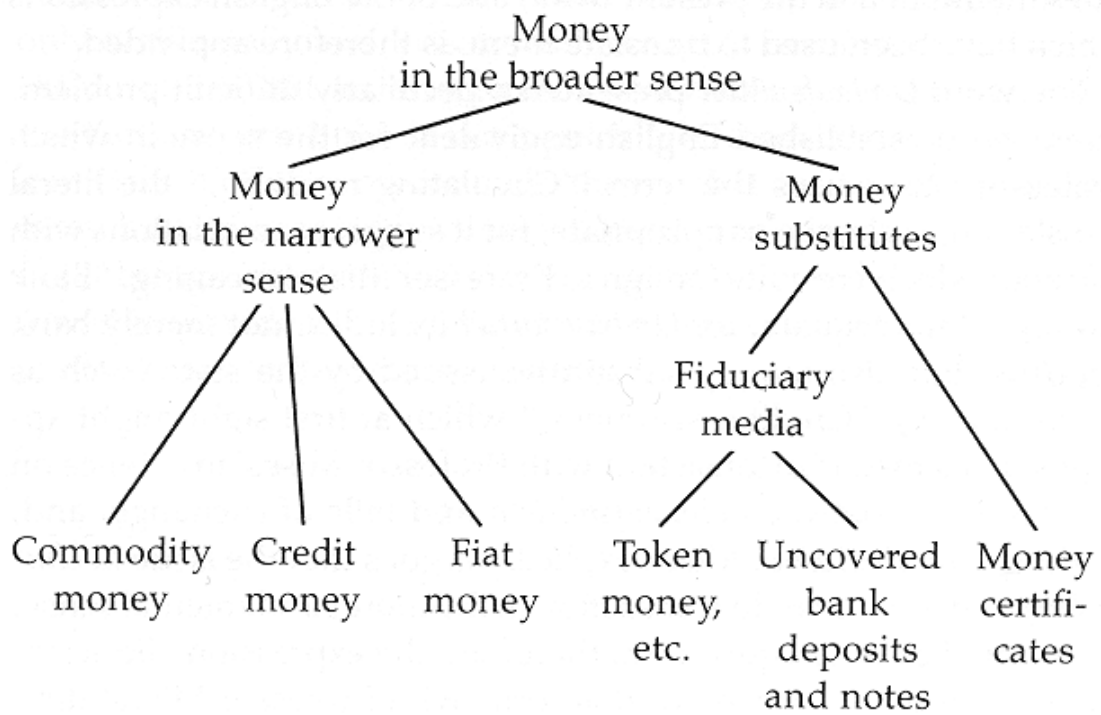 Money
in the broader sense
Money
in the narrower
sense
Money
substitutes
Fiduciary
media
Commodity
money
Credit
money
Fiat
money
Token
money,
etc.
Uncovered
bank
deposits
and notes
Money
certifi-
cates